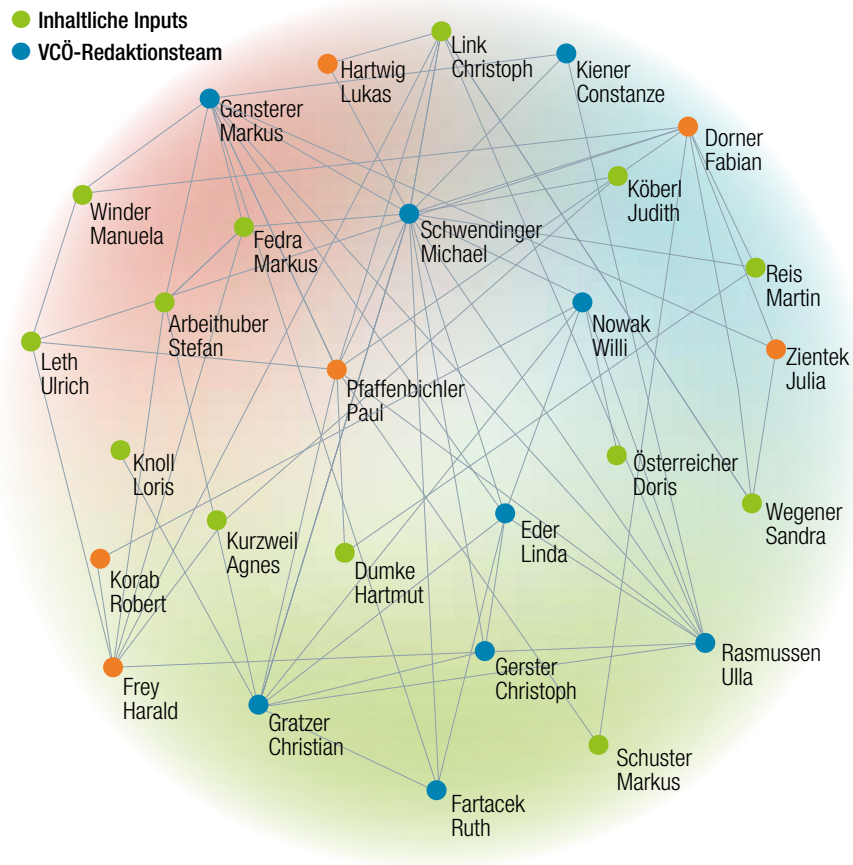 Inhaltliche Inputs
VCÖ-Redaktionsteam
Link
Christoph
Hartwig
Lukas
Kiener
Constanze
Gansterer
Markus
Dorner
Fabian
Köberl
Judith
Winder
Manuela
Fedra
Markus
Schwendinger
Michael
Reis
Martin
Arbeithuber
Stefan
Nowak
Willi
Leth
Ulrich
Zientek
Julia
Pfaffenbichler
Paul
Knoll
Loris
Österreicher
Doris
Wegener
Sandra
Kurzweil
Agnes
Eder
Linda
Dumke
Hartmut
Korab
Robert
Rasmussen
Ulla
Gerster
Christoph
Frey
Harald
Gratzer
Christian
Schuster
Markus
Fartacek
Ruth